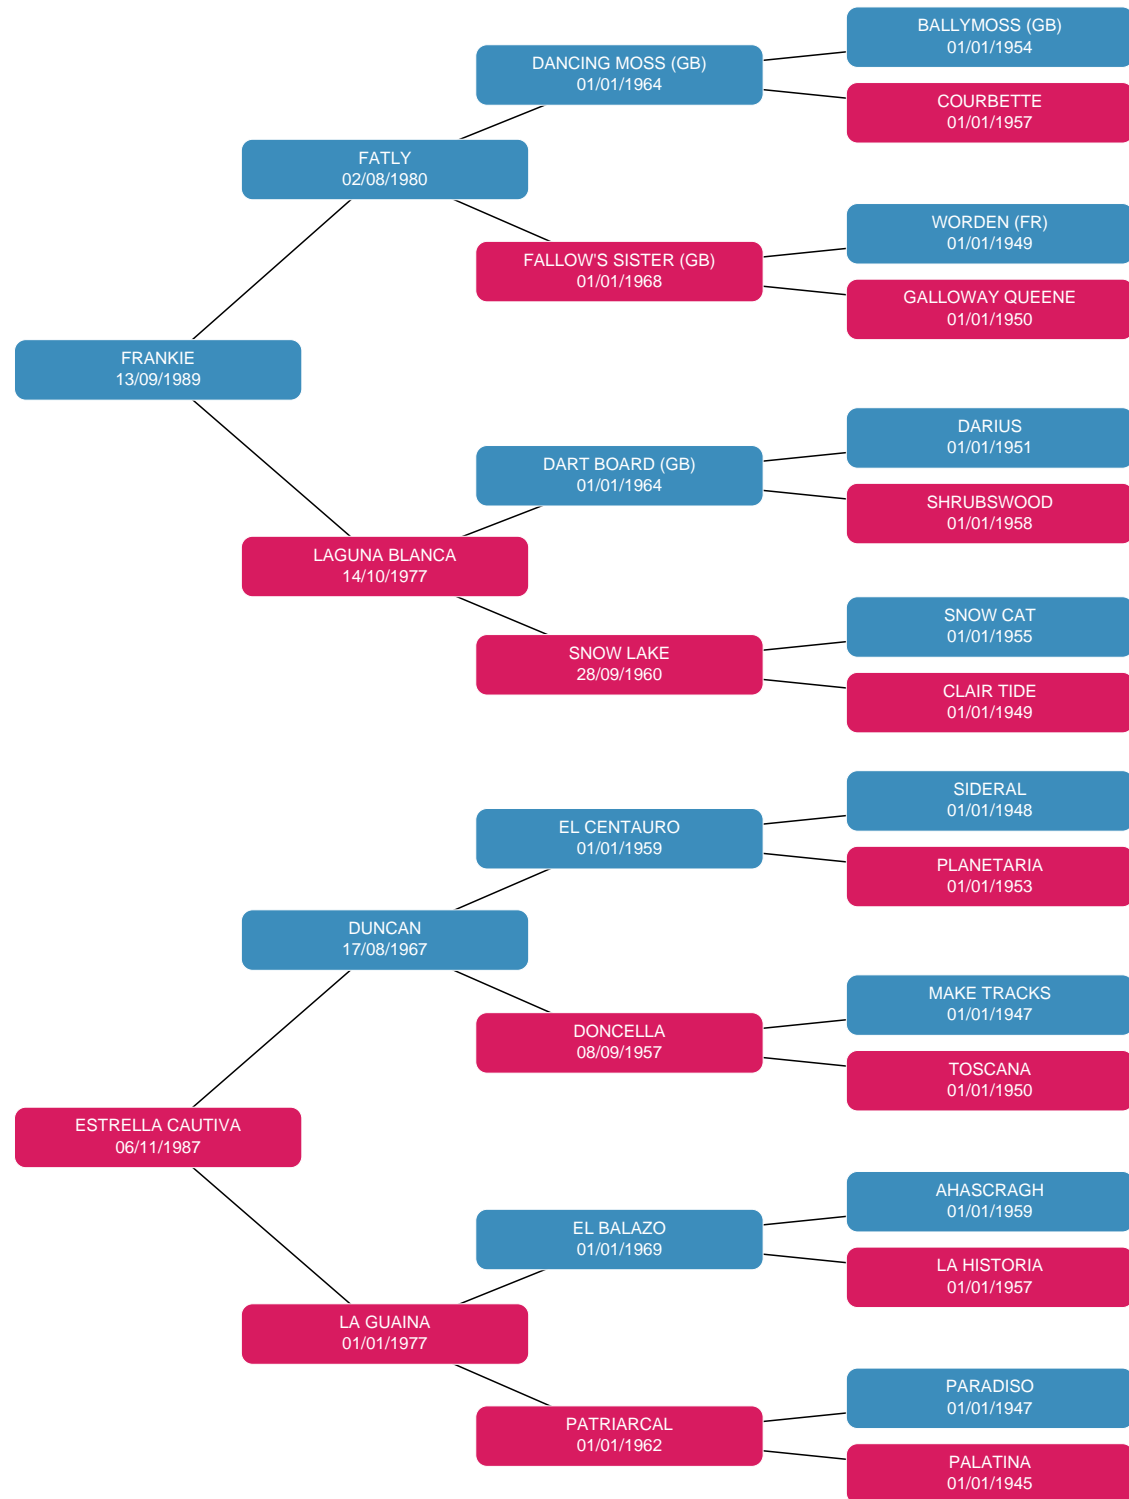 BALLYMOSS (GB)
01/01/1954
DANCING MOSS (GB)
01/01/1964
COURBETTE
01/01/1957
FATLY
02/08/1980
WORDEN (FR)
01/01/1949
FALLOW'S SISTER (GB)
01/01/1968
GALLOWAY QUEENE
01/01/1950
FRANKIE
13/09/1989
DARIUS
01/01/1951
DART BOARD (GB)
01/01/1964
SHRUBSWOOD
01/01/1958
LAGUNA BLANCA
14/10/1977
SNOW CAT
01/01/1955
SNOW LAKE
28/09/1960
CLAIR TIDE
01/01/1949
SIDERAL
01/01/1948
EL CENTAURO
01/01/1959
PLANETARIA
01/01/1953
DUNCAN
17/08/1967
MAKE TRACKS
01/01/1947
DONCELLA
08/09/1957
TOSCANA
01/01/1950
ESTRELLA CAUTIVA
06/11/1987
AHASCRAGH
01/01/1959
EL BALAZO
01/01/1969
LA HISTORIA
01/01/1957
LA GUAINA
01/01/1977
PARADISO
01/01/1947
PATRIARCAL
01/01/1962
PALATINA
01/01/1945